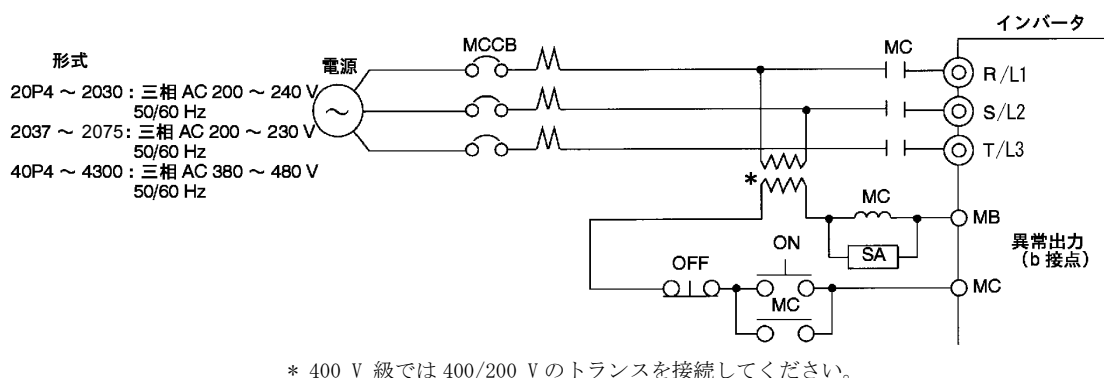 インバータ
MCCB
MC
形式
電源
R/L1
20P4 ～ 2030 : 三相 AC 200 ～ 240 V
50/60 Hz
～
S/L2
2037 ～ 2075: 三相 AC 200 ～ 230 V
50/60 Hz
T/L3
40P4 ～ 4300 : 三相 AC 380 ～ 480 V
50/60 Hz
*
MC
MB
SA
異常出力
（b 接点）
ON
OFF
MC
MC
* 400 V 級では 400/200 V のトランスを接続してください。